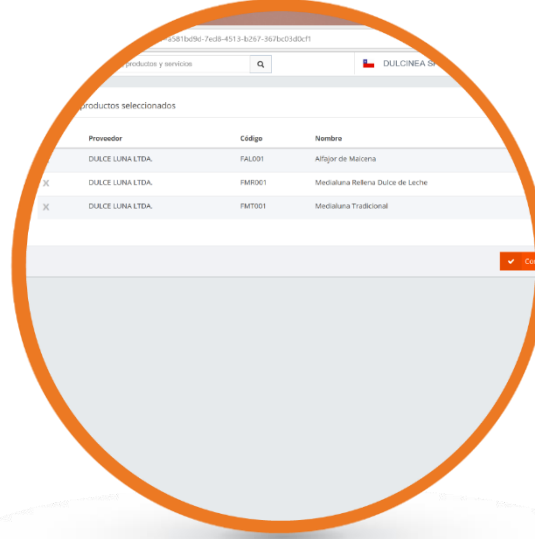 a581bd9d-7ed8-4513-b267-367bc03d0cf1
productos y servicios
DULCINEA
productos seleccionados
Proveedor Código Nombre
DULCE LUNA LTDA. FAL001 Alfajor de Maicena
DULCE LUNA LTDA. FMR001 Medialuna Rellena Dulce de Leche
DULCE LUNA LTDA. FMT001 Medialuna Tradicional